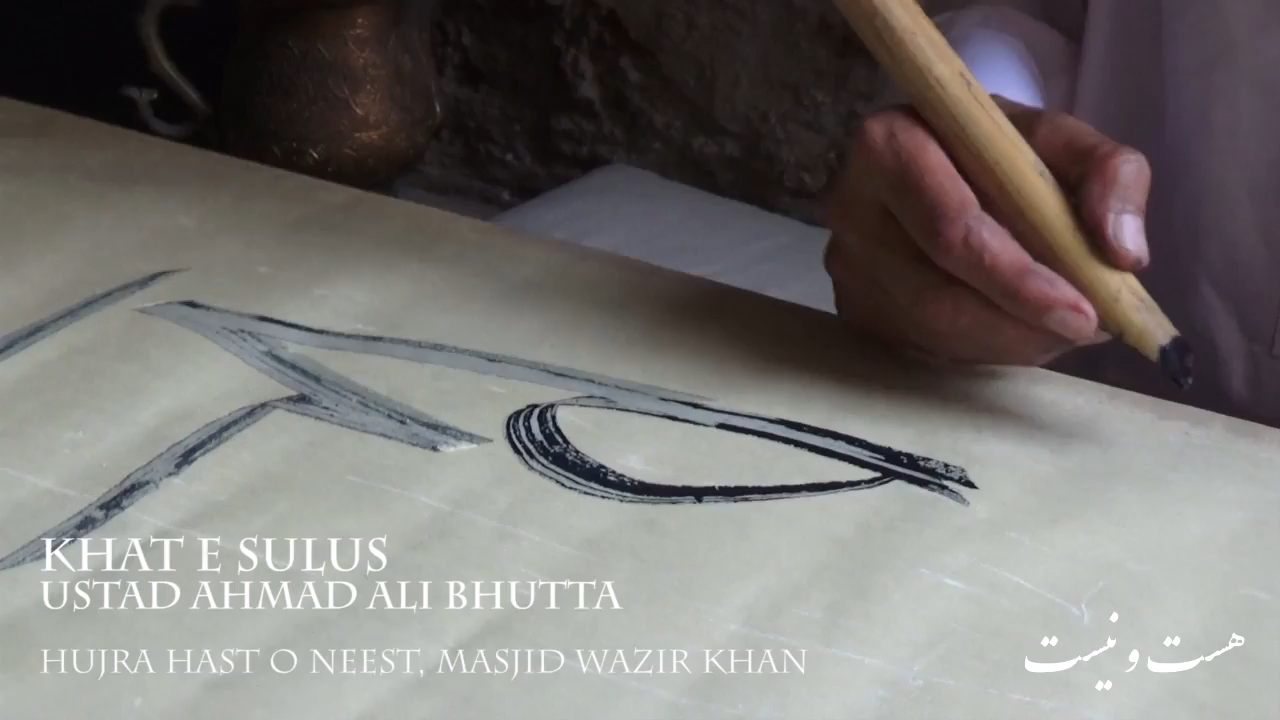 KHAT E SULUS
USTAD AHMAD ALI BHUTTA
HUJRA HAST O NEEST, MASJID WAZIR KHAN
هست و نیست